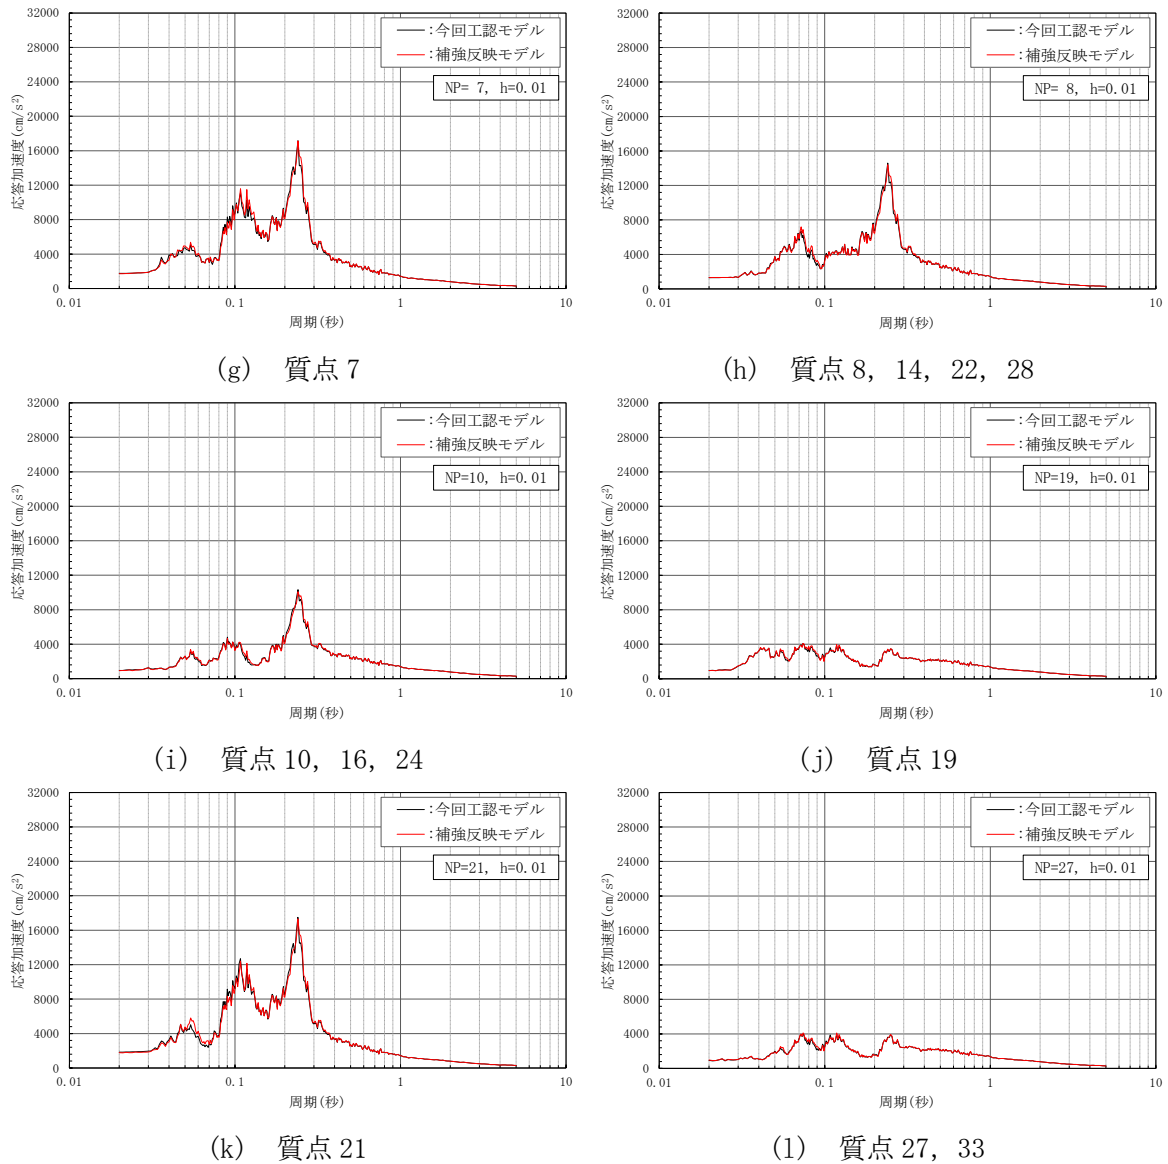 32000
28000
24000
20000
16000
12000
8000
4000
0
応答加速度(cm/s²)
:今回工認モデル
:補強反映モデル
NP= 7, h=0.01
0.01 0.1 1 10
周期(秒)
(g) 質点 7
32000
28000
24000
20000
16000
12000
8000
4000
0
応答加速度(cm/s²)
:今回工認モデル
:補強反映モデル
NP= 8, h=0.01
0.01 0.1 1 10
周期(秒)
(h) 質点 8, 14, 22, 28
32000
28000
24000
20000
16000
12000
8000
4000
0
応答加速度(cm/s²)
:今回工認モデル
:補強反映モデル
NP=10, h=0.01
0.01 0.1 1 10
周期(秒)
(i) 質点 10, 16, 24
32000
28000
24000
20000
16000
12000
8000
4000
0
応答加速度(cm/s²)
:今回工認モデル
:補強反映モデル
NP=19, h=0.01
0.01 0.1 1 10
周期(秒)
(j) 質点 19
32000
28000
24000
20000
16000
12000
8000
4000
0
応答加速度(cm/s²)
:今回工認モデル
:補強反映モデル
NP=21, h=0.01
0.01 0.1 1 10
周期(秒)
(k) 質点 21
32000
28000
24000
20000
16000
12000
8000
4000
0
応答加速度(cm/s²)
:今回工認モデル
:補強反映モデル
NP=27, h=0.01
0.01 0.1 1 10
周期(秒)
(l) 質点 27, 33